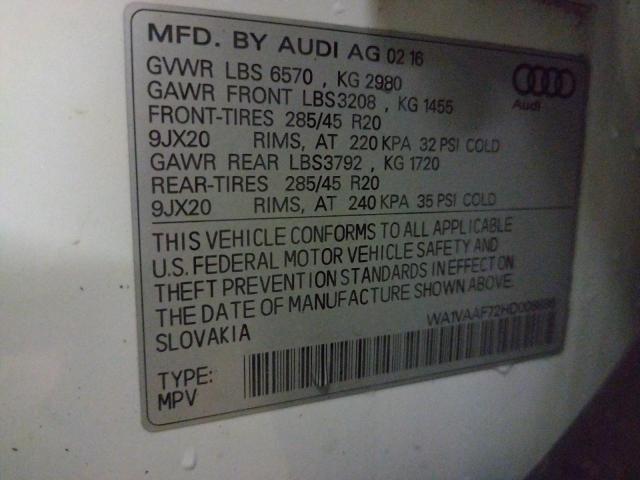 MFD. BY AUDI AG 02 16
GVWR LBS 6570 , KG 2980
GAWR FRONT LBS3208 , KG 1455
FRONT-TIRES 285/45 R20
9JX20 RIMS, AT 220 KPA 32 PSI COLD
GAWR REAR LBS3792 , KG 1720
REAR-TIRES 285/45 R20
9JX20 RIMS, AT 240 KPA 35 PSI COLD
Audi
THIS VEHICLE CONFORMS TO ALL APPLICABLE
U.S. FEDERAL MOTOR VEHICLE SAFETY AND
THEFT PREVENTION STANDARDS IN EFFECT ON
THE DATE OF MANUFACTURE SHOWN ABOVE.
SLOVAKIA
TYPE:
MPV